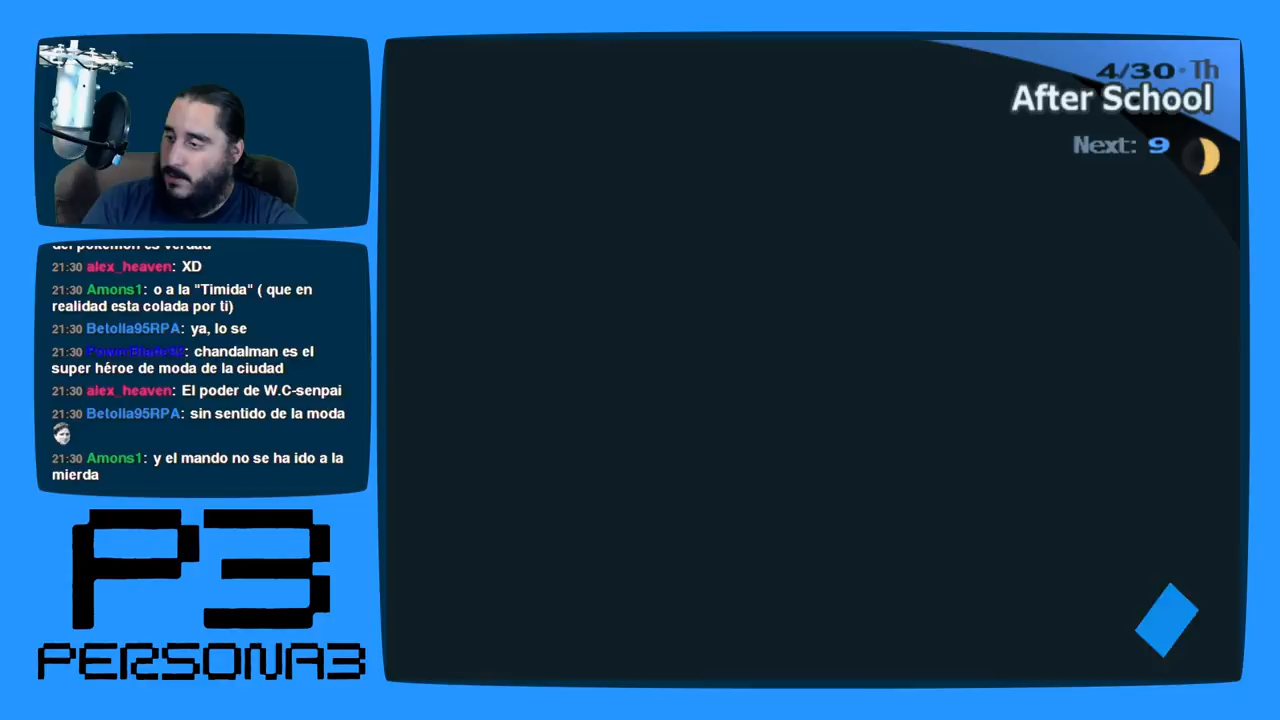 4/30 · Th
After School
Next: 9
21:30 alex_heaven: XD
21:30 Amons1: o a la "Timida" ( que en
realidad esta colada por ti)
21:30 Betolla95RPA: ya, lo se
21:30 : chandalman es el
super héroe de moda de la ciudad
21:30 alex_heaven: El poder de W.C-senpai
21:30 Betolla95RPA: sin sentido de la moda
21:30 Amons1: y el mando no se ha ido a la
mierda
P3
PERSONA3